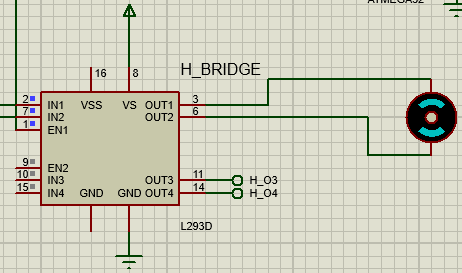 ATMEGA32
16
8
H_BRIDGE
2 IN1 VSS VS OUT1 3
7 IN2 OUT2 6
1 EN1
9 EN2
10 IN3 OUT3 11 H_O3
15 IN4 GND GND OUT4 14 H_O4
L293D